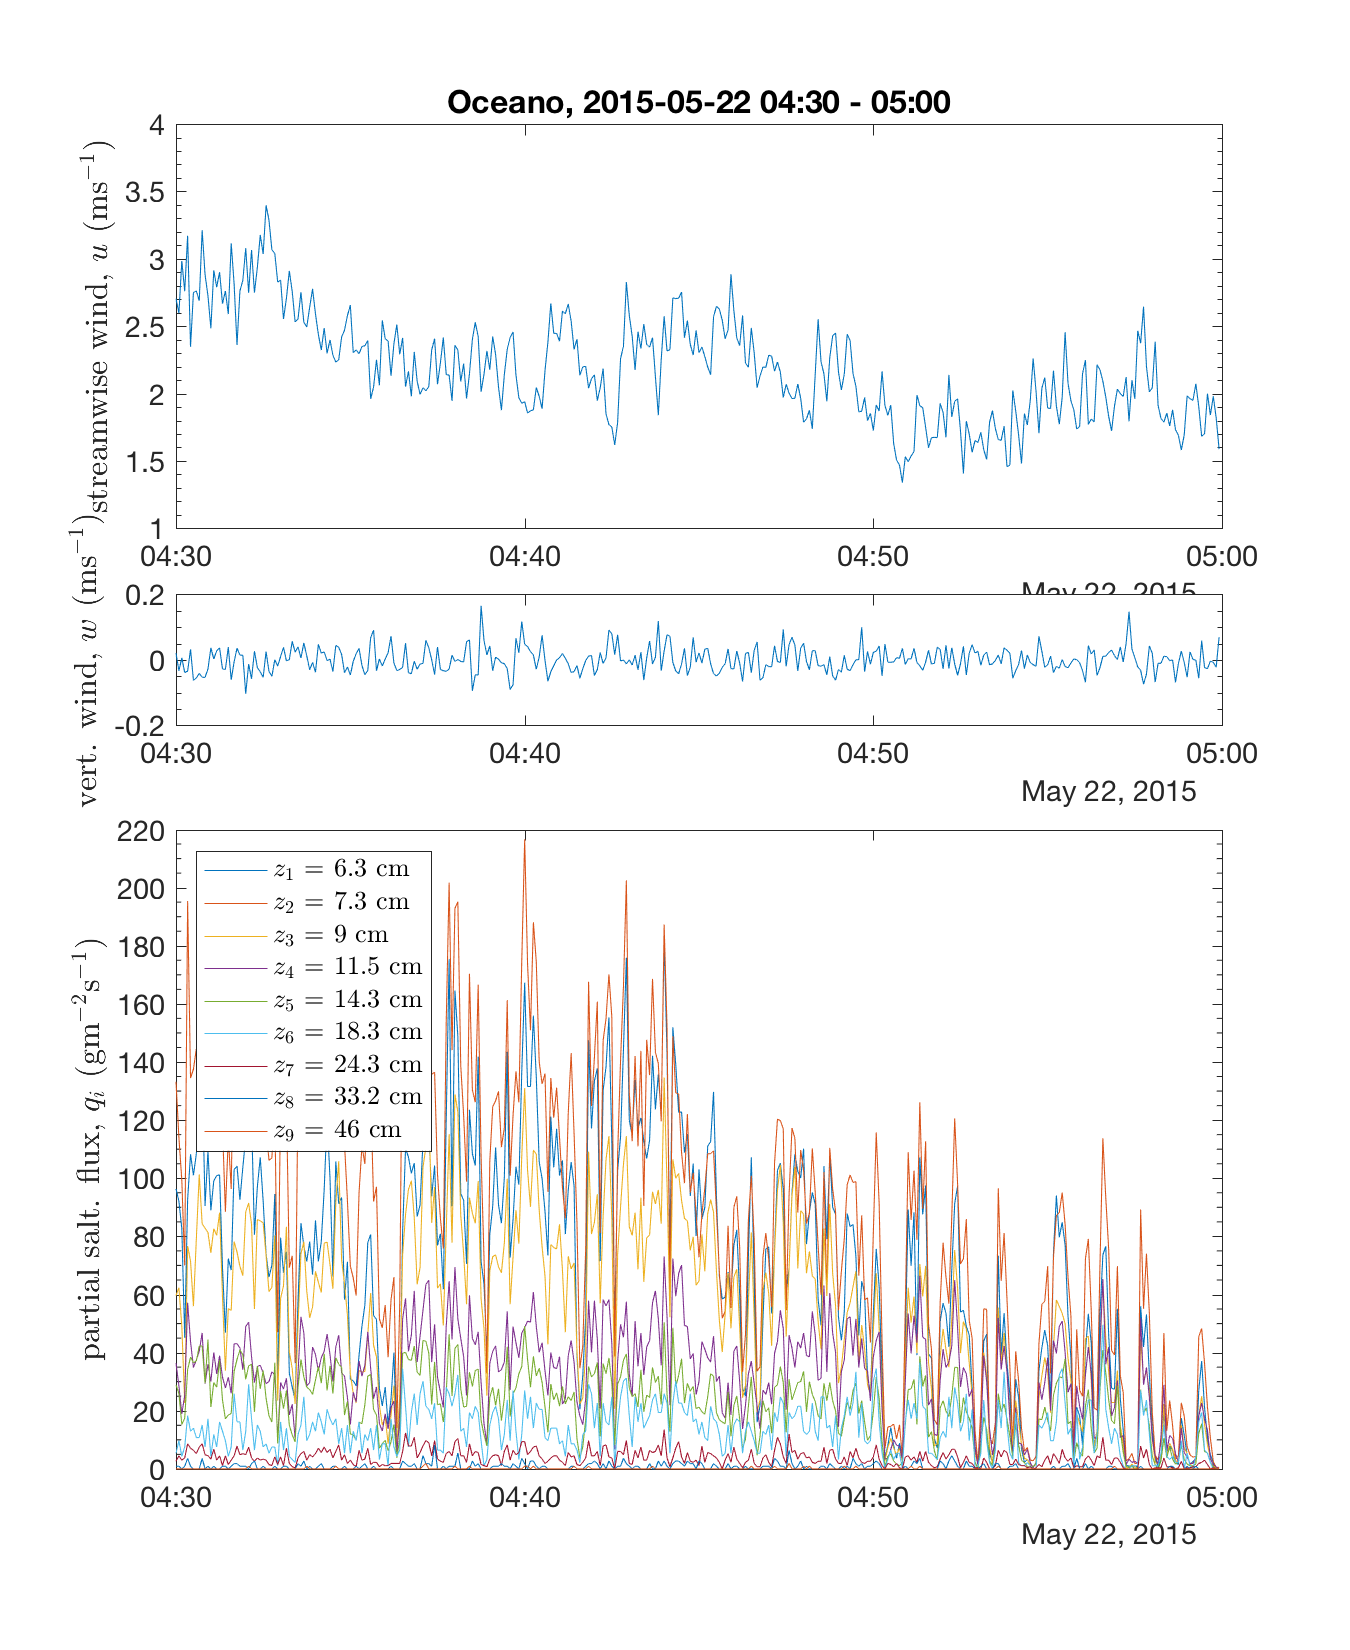 Oceano, 2015-05-22 04:30 - 05:00
streamwise wind, u (ms⁻¹)
4
3.5
3
2.5
2
1.5
1
04:30 04:40 04:50 05:00
May 22, 2015
vert. wind, w (ms⁻¹)
0.2
0
-0.2
04:30 04:40 04:50 05:00
May 22, 2015
partial salt. flux, qᵢ (gm⁻²s⁻¹)
220
200
180
160
140
120
100
80
60
40
20
0
z₁ = 6.3 cm
z₂ = 7.3 cm
z₃ = 9 cm
z₄ = 11.5 cm
z₅ = 14.3 cm
z₆ = 18.3 cm
z₇ = 24.3 cm
z₈ = 33.2 cm
z₉ = 46 cm
04:30 04:40 04:50 05:00
May 22, 2015